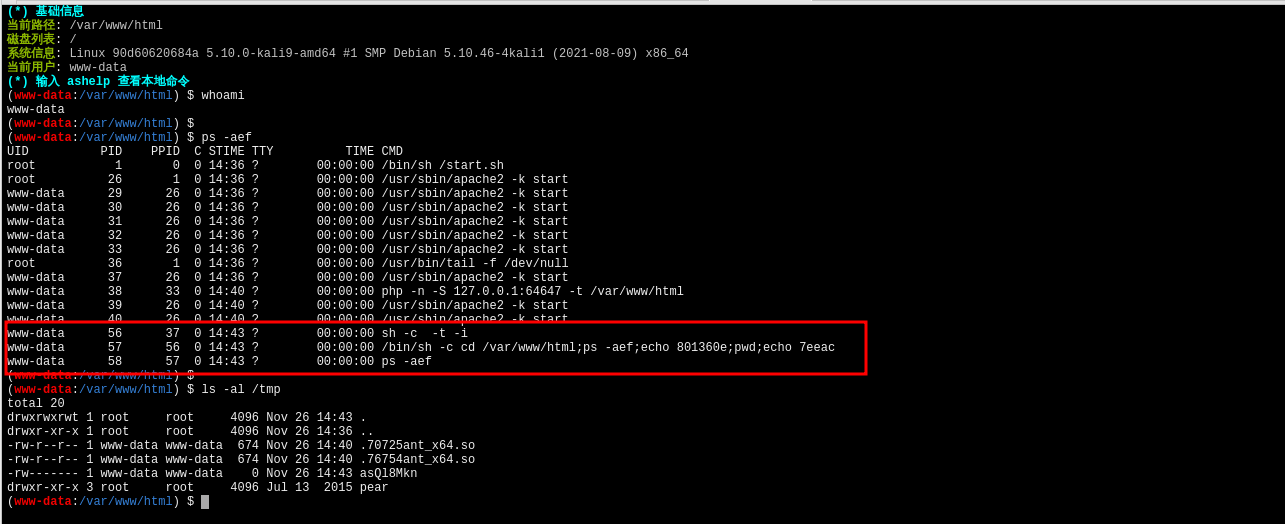 (*) 基础信息
当前路径: /var/www/html
磁盘列表: /
系统信息: Linux 90d60620684a 5.10.0-kali9-amd64 #1 SMP Debian 5.10.46-4kali1 (2021-08-09) x86_64
当前用户: www-data
(*) 输入 ashelp 查看本地命令
(www-data:/var/www/html) $ whoami
www-data
(www-data:/var/www/html) $
(www-data:/var/www/html) $ ps -aef
UID          PID    PPID  C STIME TTY          TIME CMD
root           1       0  0 14:36 ?        00:00:00 /bin/sh /start.sh
root          26       1  0 14:36 ?        00:00:00 /usr/sbin/apache2 -k start
www-data      29      26  0 14:36 ?        00:00:00 /usr/sbin/apache2 -k start
www-data      30      26  0 14:36 ?        00:00:00 /usr/sbin/apache2 -k start
www-data      31      26  0 14:36 ?        00:00:00 /usr/sbin/apache2 -k start
www-data      32      26  0 14:36 ?        00:00:00 /usr/sbin/apache2 -k start
www-data      33      26  0 14:36 ?        00:00:00 /usr/sbin/apache2 -k start
root          36       1  0 14:36 ?        00:00:00 /usr/bin/tail -f /dev/null
www-data      37      26  0 14:36 ?        00:00:00 /usr/sbin/apache2 -k start
www-data      38      33  0 14:40 ?        00:00:00 php -n -S 127.0.0.1:64647 -t /var/www/html
www-data      39      26  0 14:40 ?        00:00:00 /usr/sbin/apache2 -k start
www-data      40      26  0 14:40 ?        00:00:00 /usr/sbin/apache2 -k start
www-data      56      37  0 14:43 ?        00:00:00 sh -c  -t -i
www-data      57      56  0 14:43 ?        00:00:00 /bin/sh -c cd /var/www/html;ps -aef;echo 801360e;pwd;echo 7eeac
www-data      58      57  0 14:43 ?        00:00:00 ps -aef
(www-data:/var/www/html) $
(www-data:/var/www/html) $ ls -al /tmp
total 20
drwxrwxrwt 1 root     root     4096 Nov 26 14:43 .
drwxr-xr-x 1 root     root     4096 Nov 26 14:36 ..
-rw-r--r-- 1 www-data www-data  674 Nov 26 14:40 .70725ant_x64.so
-rw-r--r-- 1 www-data www-data  674 Nov 26 14:40 .76754ant_x64.so
-rw------- 1 www-data www-data    0 Nov 26 14:43 asQl8Mkn
drwxr-xr-x 3 root     root     4096 Jul 13  2015 pear
(www-data:/var/www/html) $